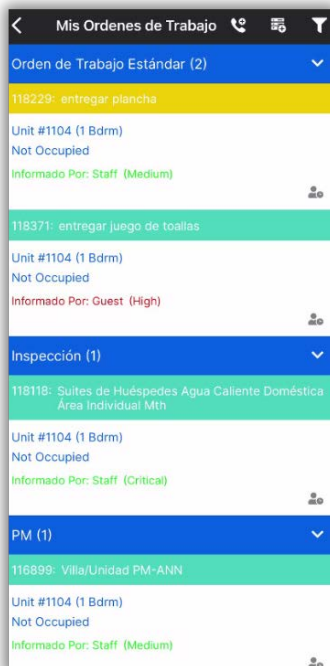 Mis Ordenes de Trabajo
Orden de Trabajo Estándar (2)
118229: entregar plancha
Unit #1104 (1 Bdrm)
Not Occupied
Informado Por: Staff (Medium)
118371: entregar juego de toallas
Unit #1104 (1 Bdrm)
Not Occupied
Informado Por: Guest (High)
Inspección (1)
118118: Suites de Huéspedes Agua Caliente Doméstica
Área Individual Mth
Unit #1104 (1 Bdrm)
Not Occupied
Informado Por: Staff (Critical)
PM (1)
116899: Villa/Unidad PM-ANN
Unit #1104 (1 Bdrm)
Not Occupied
Informado Por: Staff (Medium)